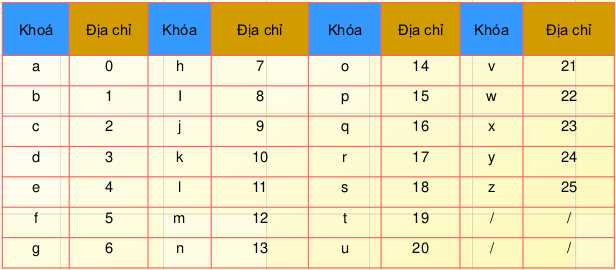 Khoá Địa chỉ Khóa Địa chỉ Khóa Địa chỉ Khóa Địa chỉ
a 0 h 7 o 14 v 21
b 1 I 8 p 15 w 22
c 2 j 9 q 16 x 23
d 3 k 10 r 17 y 24
e 4 l 11 s 18 z 25
f 5 m 12 t 19 / /
g 6 n 13 u 20 / /